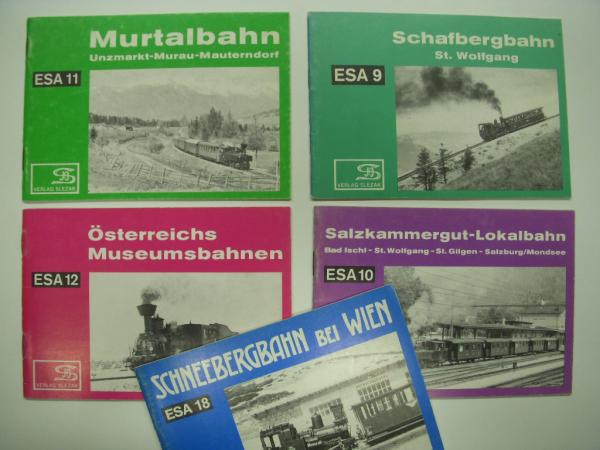 Murtalbahn
Unzmarkt-Murau-Mauterndorf
ESA 11
VERLAG SLEZAK
Schafbergbahn
St. Wolfgang
ESA 9
VERLAG SLEZAK
Österreichs
Museumsbahnen
ESA 12
VERLAG SLEZAK
Salzkammergut-Lokalbahn
Bad Ischl - St. Wolfgang - St. Gilgen - Salzburg/Mondsee
ESA 10
SCHNEEBERGBAHN BEI WIEN
ESA 18